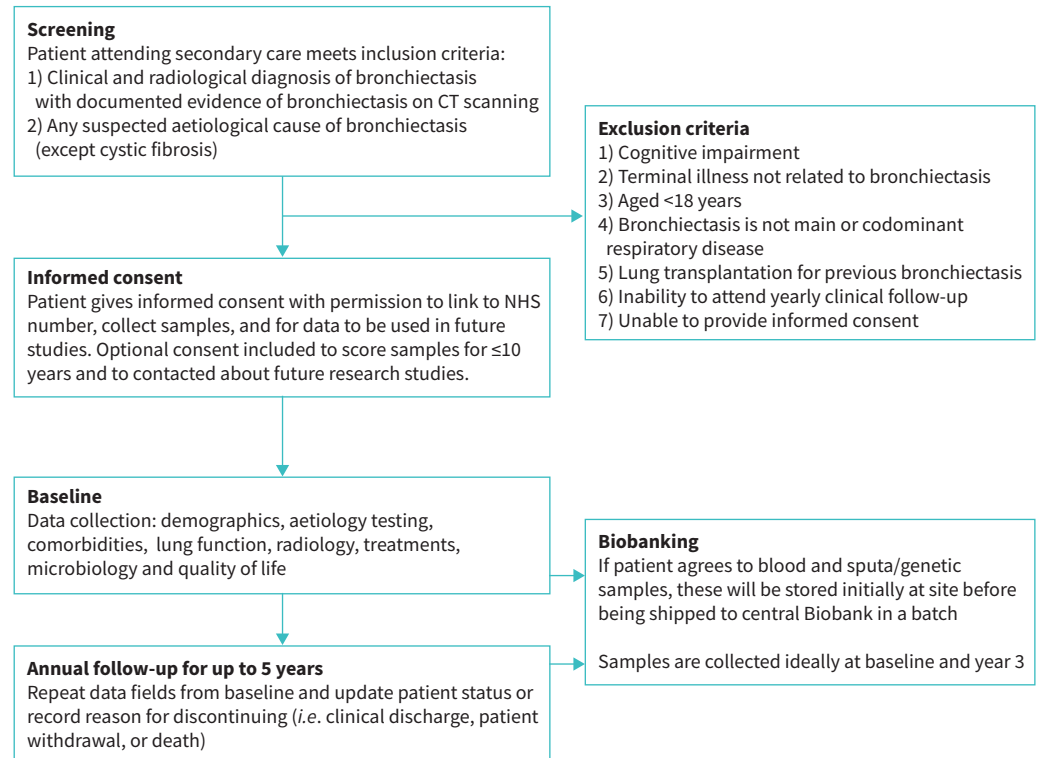 Screening
Patient attending secondary care meets inclusion criteria:
1) Clinical and radiological diagnosis of bronchiectasis
with documented evidence of bronchiectasis on CT scanning
2) Any suspected aetiological cause of bronchiectasis
(except cystic fibrosis)
Exclusion criteria
1) Cognitive impairment
2) Terminal illness not related to bronchiectasis
3) Aged <18 years
4) Bronchiectasis is not main or codominant
respiratory disease
5) Lung transplantation for previous bronchiectasis
6) Inability to attend yearly clinical follow-up
7) Unable to provide informed consent
Informed consent
Patient gives informed consent with permission to link to NHS
number, collect samples, and for data to be used in future
studies. Optional consent included to score samples for ≤10
years and to contacted about future research studies.
Baseline
Data collection: demographics, aetiology testing,
comorbidities, lung function, radiology, treatments,
microbiology and quality of life
Biobanking
If patient agrees to blood and sputa/genetic
samples, these will be stored initially at site before
being shipped to central Biobank in a batch
Samples are collected ideally at baseline and year 3
Annual follow-up for up to 5 years
Repeat data fields from baseline and update patient status or
record reason for discontinuing (i.e. clinical discharge, patient
withdrawal, or death)